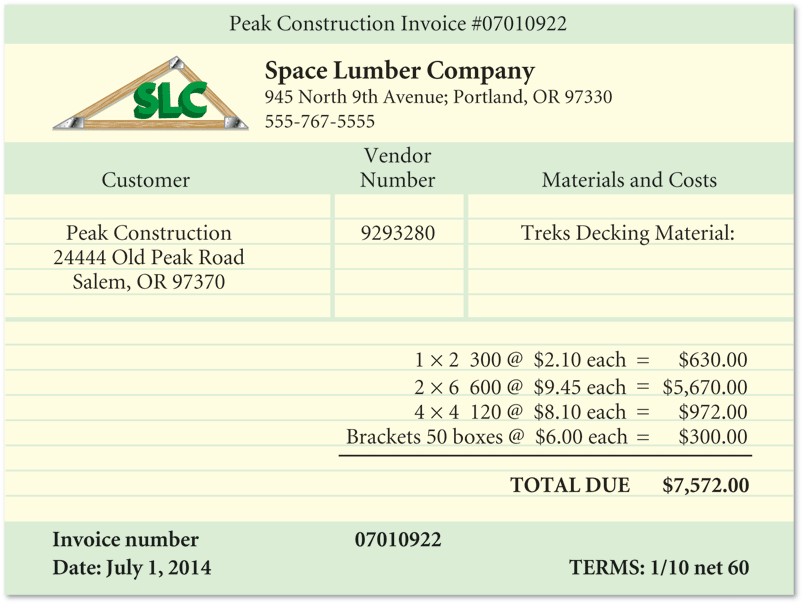 Peak Construction Invoice #07010922
SLC
Space Lumber Company
945 North 9th Avenue; Portland, OR 97330
555-767-5555
Customer
Vendor
Number
Materials and Costs
Peak Construction
24444 Old Peak Road
Salem, OR 97370
9293280
Treks Decking Material:
1 × 2 300 @ $2.10 each = $630.00
2 × 6 600 @ $9.45 each = $5,670.00
4 × 4 120 @ $8.10 each = $972.00
Brackets 50 boxes @ $6.00 each = $300.00
TOTAL DUE $7,572.00
Invoice number 07010922
Date: July 1, 2014 TERMS: 1/10 net 60